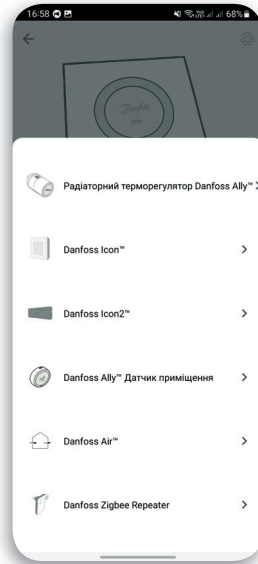 16:58
68%
Danfoss
Радіаторний терморегулятор Danfoss Ally™
Danfoss Icon™
Danfoss Icon2™
Danfoss Ally™ Датчик приміщення
Danfoss Air™
Danfoss Zigbee Repeater